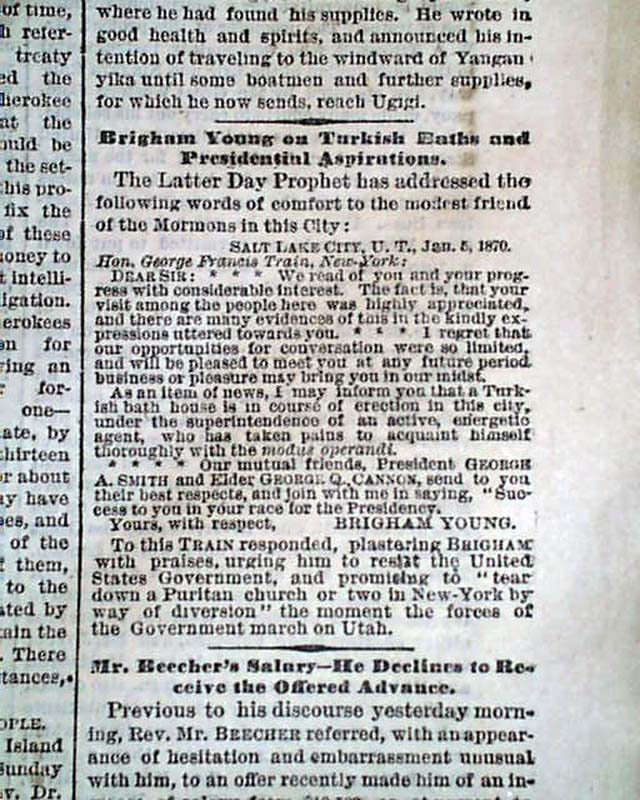 of time,
h refer-
treaty
ed the
herokee
at the
ould be
the set-
his pro-
fix the
of these
oney to
t intelli-
igation.
erokees
on for
ring an
r for-
one—
ate, by
thirteen
or about
ay have
es, and
of the
t them,
to the
ated by
tain the
. There
tances,
OPLE.
Island
Sunday
v. Dr.
where he had found his supplies. He wrote in
good health and spirits, and announced his in-
tention of traveling to the windward of Yangan
yika until some boatmen and further supplies,
for which he now sends, reach Ugigi.
Brigham Young on Turkish Baths and
Presidential Aspirations.
The Latter Day Prophet has addressed the
following words of comfort to the modest friend
of the Mormons in this City:
SALT LAKE CITY, U. T., Jan. 5, 1870.
Hon. George Francis Train, New-York:
DEAR SIR: * * * We read of you and your prog-
ress with considerable interest. The fact is, that your
visit among the people here was highly appreciated,
and there are many evidences of this in the kindly ex-
pressions uttered towards you. * * * I regret that
our opportunities for conversation were so limited,
and will be pleased to meet you at any future period
business or pleasure may bring you in our midst.
As an item of news, I may inform you that a Turk-
ish bath house is in course of erection in this city,
under the superintendence of an active, energetic
agent, who has taken pains to acquaint himself
thoroughly with the modus operandi.
* * * * Our mutual friends, President GEORGE
A. SMITH and Elder GEORGE Q. CANNON, send to you
their best respects, and join with me in saying, "Suc-
cess to you in your race for the Presidency.
Yours, with respect, BRIGHAM YOUNG.
To this TRAIN responded, plastering BRIGHAM
with praises, urging him to resist the United
States Government, and promising to "tear
down a Puritan church or two in New-York by
way of diversion" the moment the forces of
the Government march on Utah.
Mr. Beecher's Salary—He Declines to Re-
ceive the Offered Advance.
Previous to his discourse yesterday morn-
ing, Rev. Mr. BEECHER referred, with an appear-
ance of hesitation and embarrassment unusual
with him, to an offer recently made him of an in-